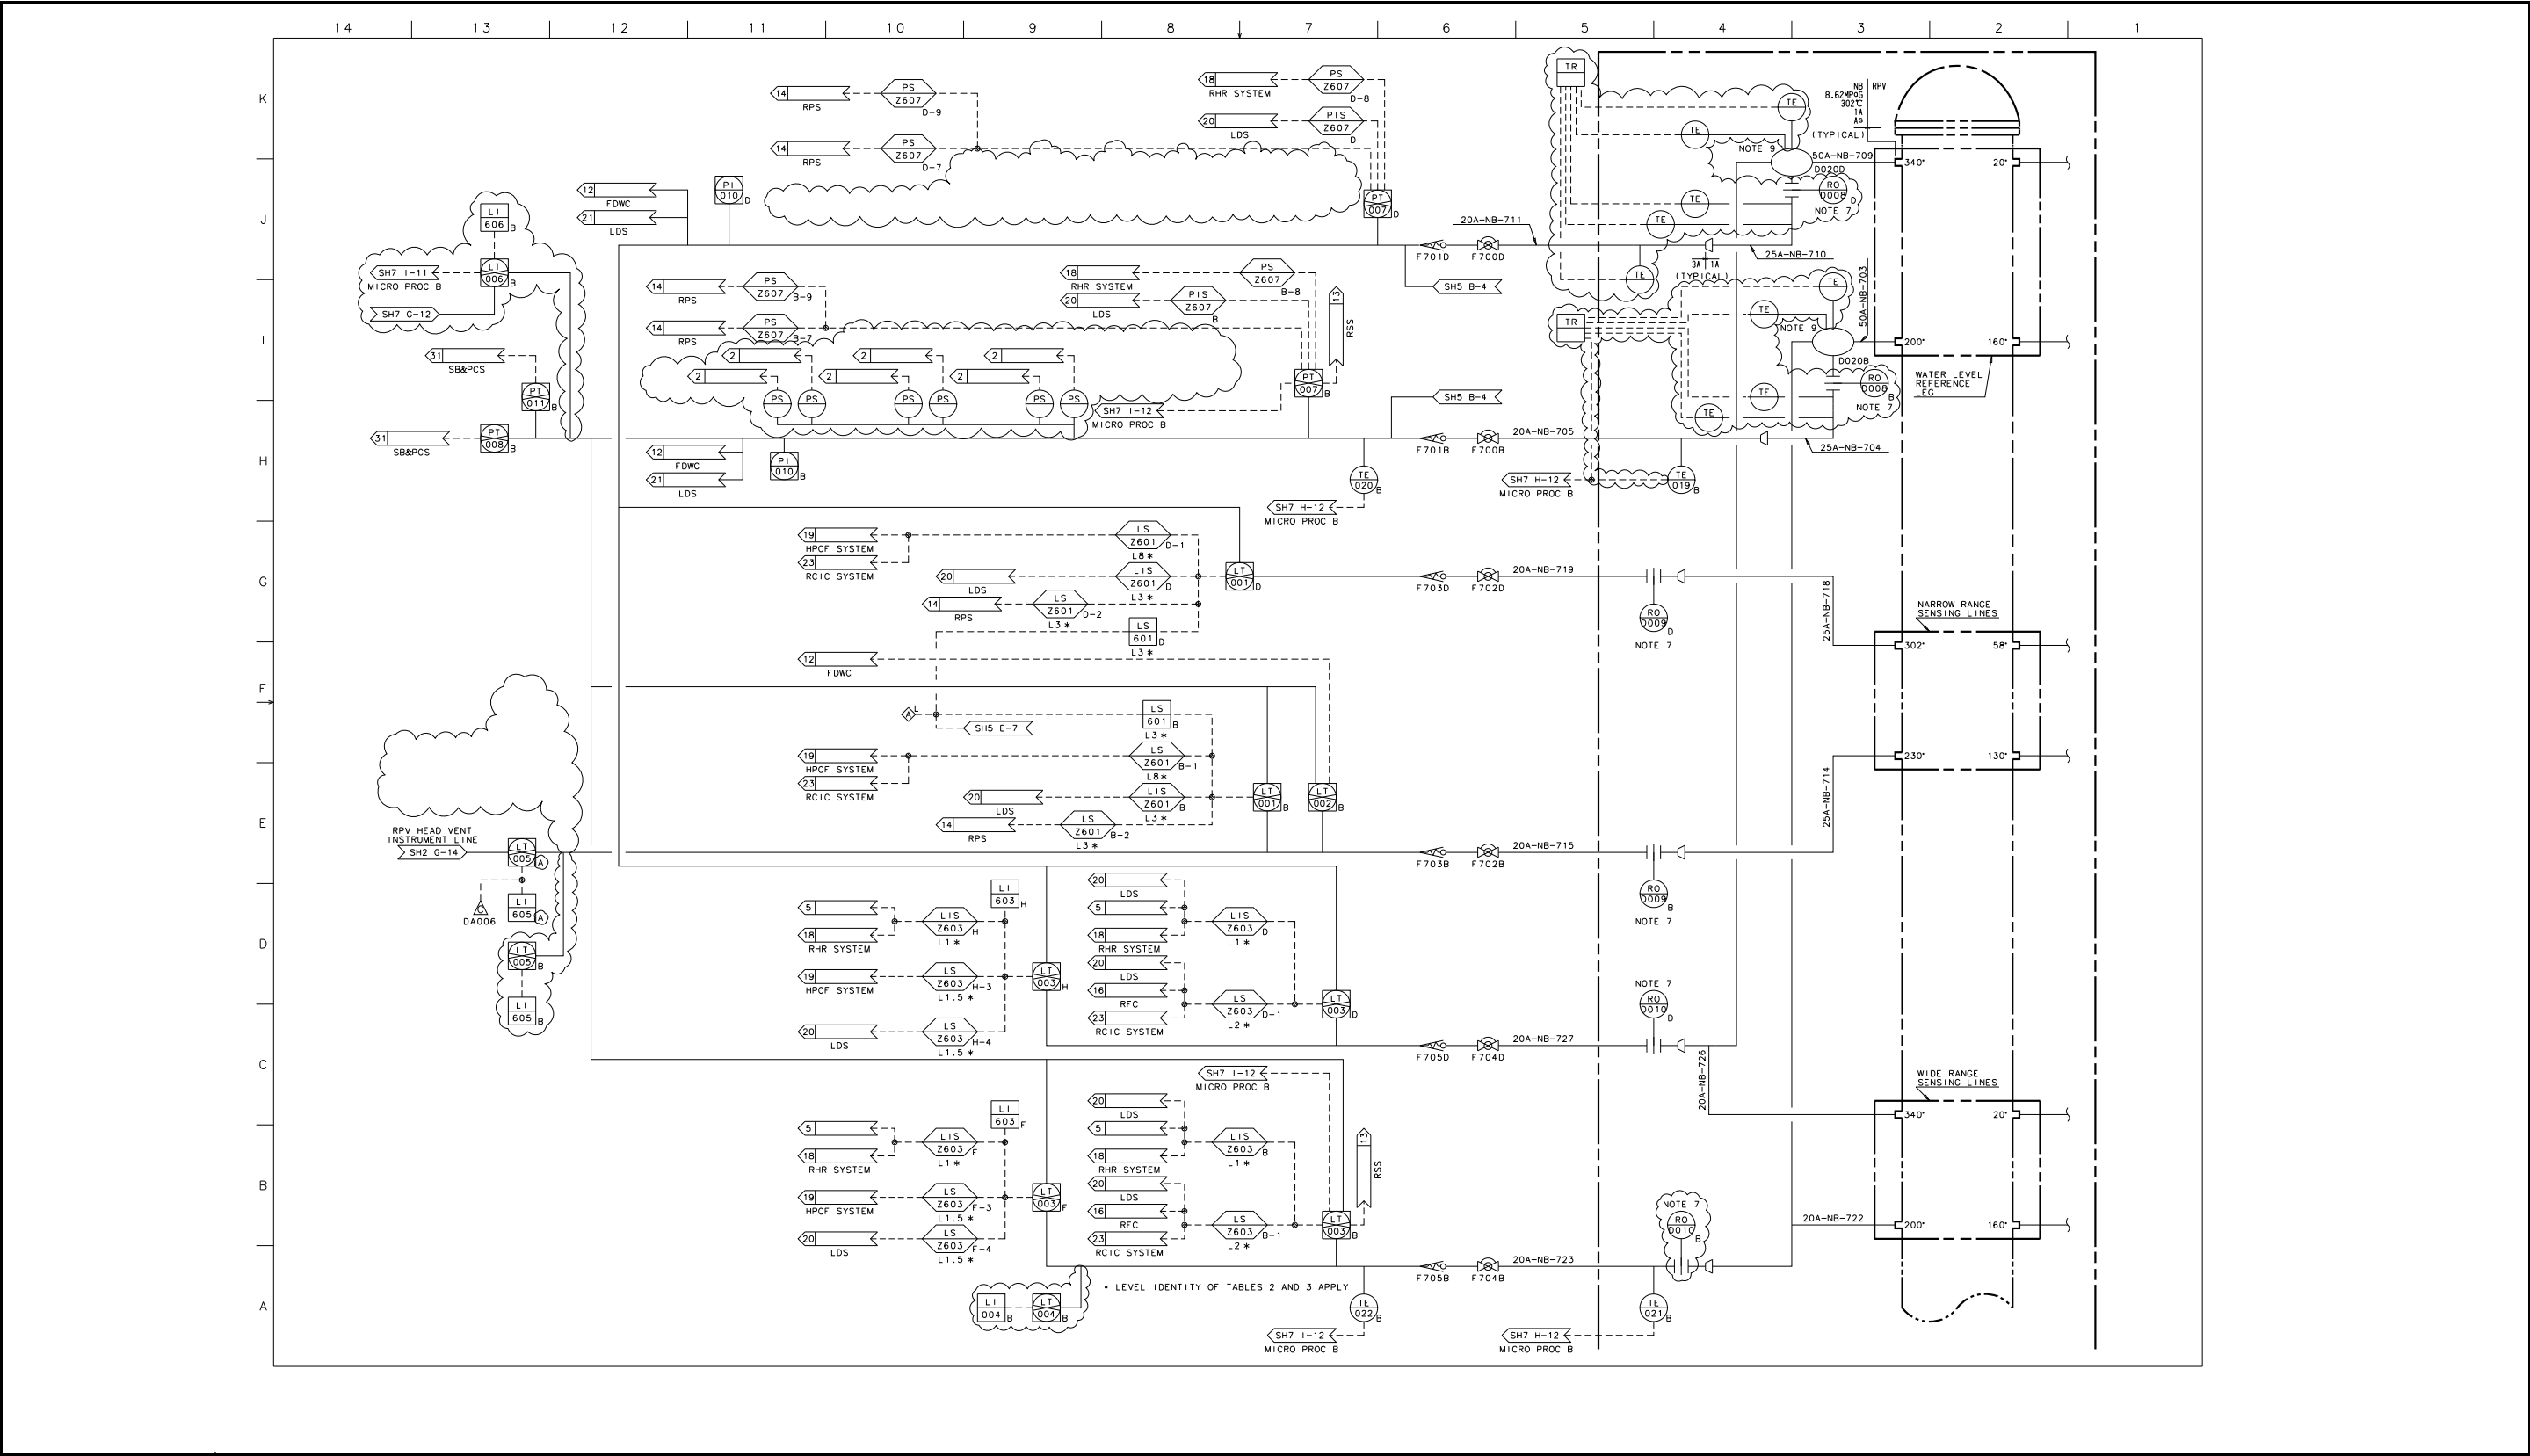 14 13 12 11 10 9 8 7 6 5 4 3 2 1
K
14
RPS
PS
Z607
D-9
18
RHR SYSTEM
PS
Z607
D-8
20
LDS
PIS
Z607
D
14
RPS
PS
Z607
D-7
TR
TE
TE
NOTE 9
NB
RPV
302℃
1A
(TYPICAL)
50A-NB-709
D020D
340°
20°
J
12
FDWC
21
LDS
PI
010
D
PT
007
D
20A-NB-711
F701D
F700D
TE
TE
TE
RO
0008
D
NOTE 7
3A
1A
(TYPICAL)
25A-NB-710
50A-NB-703
LI
606
B
LT
006
B
SH7 I-11
MICRO PROC B
SH7 G-12
I
14
RPS
PS
Z607
B-9
18
RHR SYSTEM
PS
Z607
B-8
20
LDS
PIS
Z607
B
13
RSS
SH5 B-4
14
RPS
PS
Z607
B-7
2
2
2
2
2
2
PS
PS
PS
PS
PS
PS
PT
007
B
SH7 I-12
MICRO PROC B
TR
TE
TE
NOTE 9
D020B
TE
TE
RO
0008
B
NOTE 7
200°
160°
WATER LEVEL
REFERENCE
LEG
31
SB&PCS
PT
011
B
H
31
SB&PCS
PT
008
B
12
FDWC
21
LDS
PI
010
B
SH5 B-4
F701B
F700B
20A-NB-705
25A-NB-704
TE
020
B
SH7 H-12
MICRO PROC B
SH7 H-12
MICRO PROC B
TE
019
B
G
19
HPCF SYSTEM
23
RCIC SYSTEM
LS
Z601
D-1
L8*
20
LDS
LIS
Z601
D
L3*
14
RPS
LS
Z601
D-2
L3*
LS
601
D
L3*
LT
001
D
F703D
F702D
20A-NB-719
RO
0009
D
NOTE 7
25A-NB-718
NARROW RANGE
SENSING LINES
302°
58°
F
12
FDWC
A
L
SH5 E-7
LS
601
B
L3*
19
HPCF SYSTEM
23
RCIC SYSTEM
LS
Z601
B-1
L8*
230°
130°
E
20
LDS
LIS
Z601
B
L3*
14
RPS
LS
Z601
B-2
L3*
LT
001
B
LT
002
B
25A-NB-714
RPV HEAD VENT
INSTRUMENT LINE
SH2 G-14
LT
005
A
F703B
F702B
20A-NB-715
RO
0009
B
NOTE 7
D
C
DA006
LI
605
A
LT
005
B
LI
605
B
5
18
RHR SYSTEM
LIS
Z603
H
L1*
LI
603
H
19
HPCF SYSTEM
LS
Z603
H-3
L1.5*
LT
003
H
20
LDS
LS
Z603
H-4
L1.5*
20
LDS
5
18
RHR SYSTEM
LIS
Z603
D
L1*
20
LDS
16
RFC
23
RCIC SYSTEM
LS
Z603
D-1
L2*
LT
003
D
NOTE 7
RO
0010
D
C
F705D
F704D
20A-NB-727
20A-NB-726
WIDE RANGE
SENSING LINES
340°
20°
SH7 I-12
MICRO PROC B
B
5
18
RHR SYSTEM
LIS
Z603
F
L1*
LI
603
F
19
HPCF SYSTEM
LS
Z603
F-3
L1.5*
LT
003
F
20
LDS
LS
Z603
F-4
L1.5*
20
LDS
5
18
RHR SYSTEM
LIS
Z603
B
L1*
20
LDS
16
RFC
23
RCIC SYSTEM
LS
Z603
B-1
L2*
LT
003
B
13
RSS
NOTE 7
RO
0010
B
20A-NB-722
200°
160°
A
F705B
F704B
20A-NB-723
LI
004
B
LT
004
B
* LEVEL IDENTITY OF TABLES 2 AND 3 APPLY
TE
022
B
SH7 I-12
MICRO PROC B
TE
021
B
SH7 H-12
MICRO PROC B